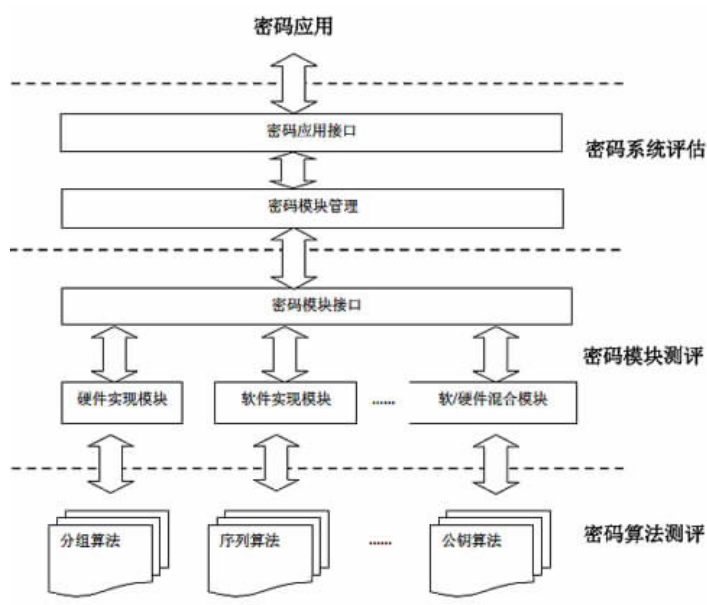 密码应用
密码应用接口
密码系统评估
密码模块管理
密码模块接口
密码模块测评
硬件实现模块
软件实现模块
......
软/硬件混合模块
分组算法
序列算法
......
公钥算法
密码算法测评